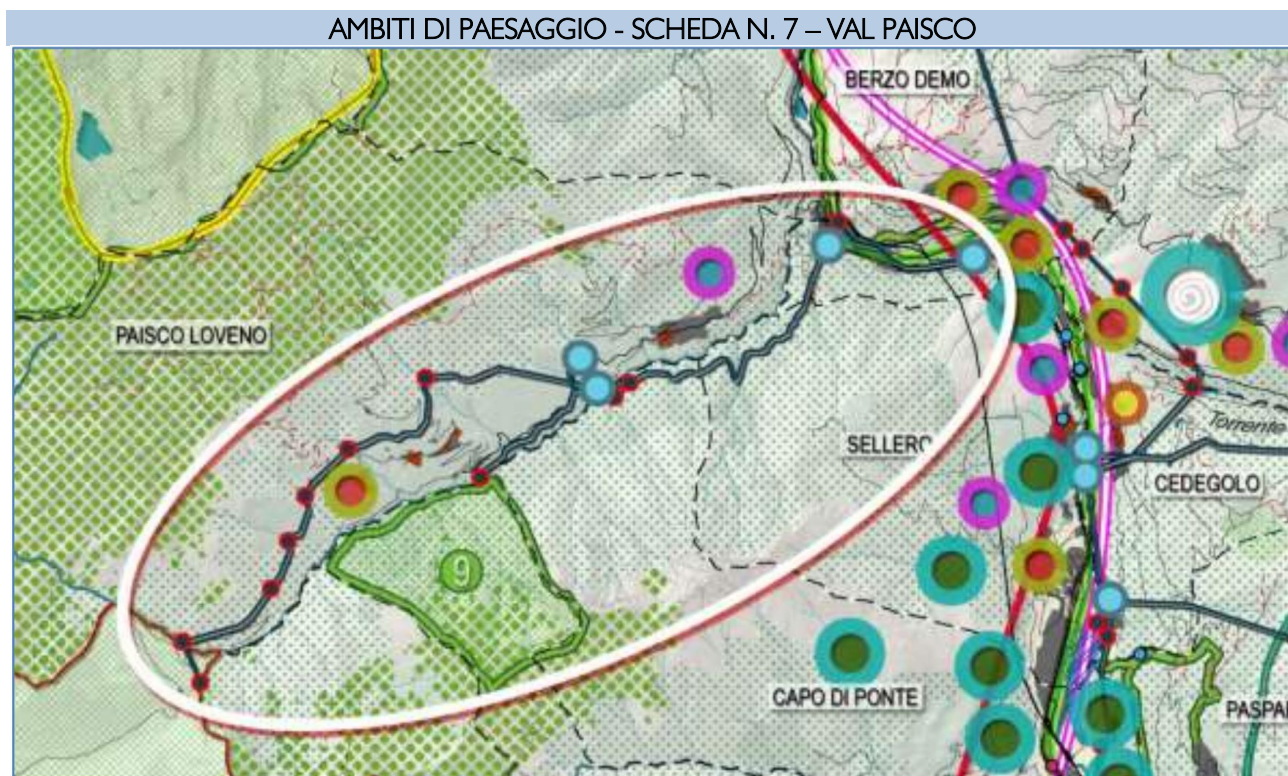 AMBITI DI PAESAGGIO - SCHEDA N. 7 – VAL PAISCO
BERZO DEMO
PAISCO LOVENO
SELLERO
Torrente
CEDEGOLO
9
CAPO DI PONTE